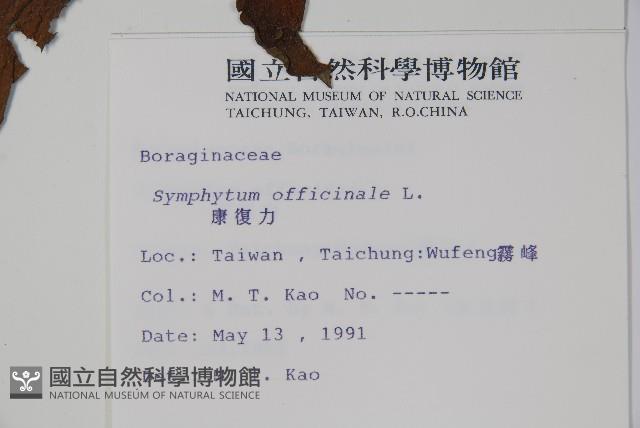 國立自然科學博物館
NATIONAL MUSEUM OF NATURAL SCIENCE
TAICHUNG, TAIWAN, R.O.CHINA
Boraginaceae
Symphytum officinale L.
康復力
Loc.: Taiwan , Taichung:Wufeng霧峰
Col.: M. T. Kao No. -----
Date: May 13 , 1991
T. Kao
國立自然科學博物館
NATIONAL MUSEUM OF NATURAL SCIENCE